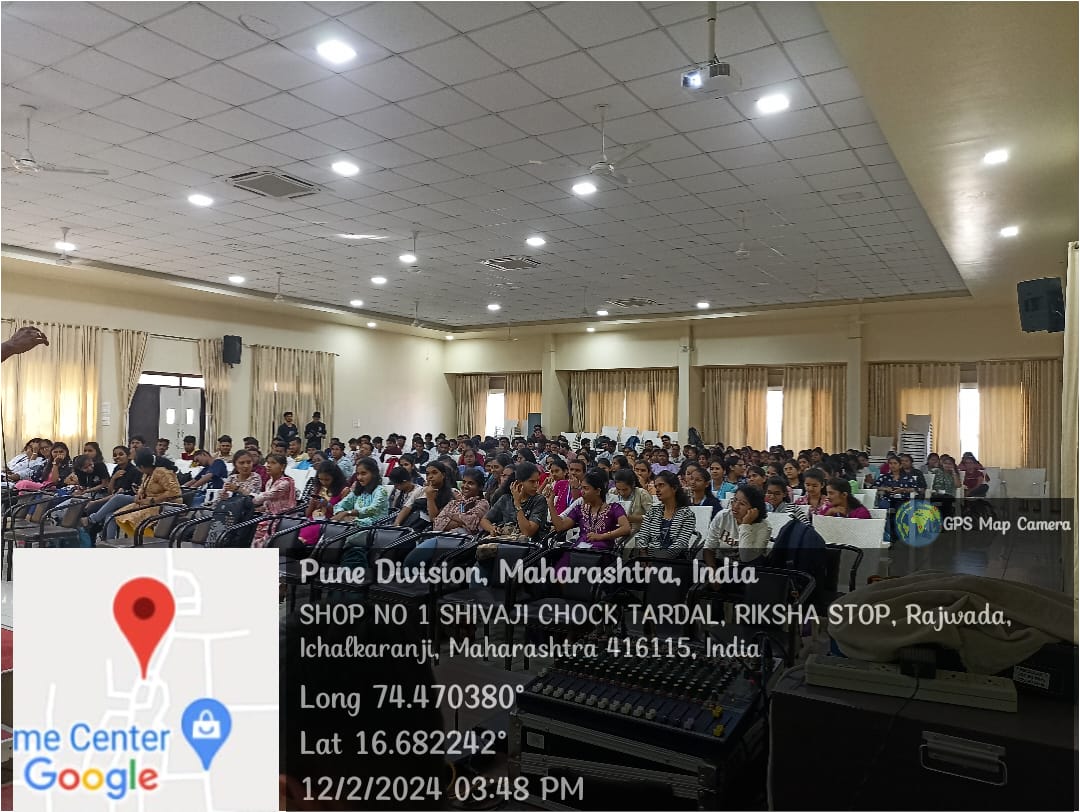 GPS Map Camera
Pune Division, Maharashtra, India
SHOP NO 1 SHIVAJI CHOCK TARDAL, RIKSHA STOP, Rajwada,
Ichalkaranji, Maharashtra 416115, India
Long 74.470380°
Lat 16.682242°
12/2/2024 03:48 PM
me Center
Google